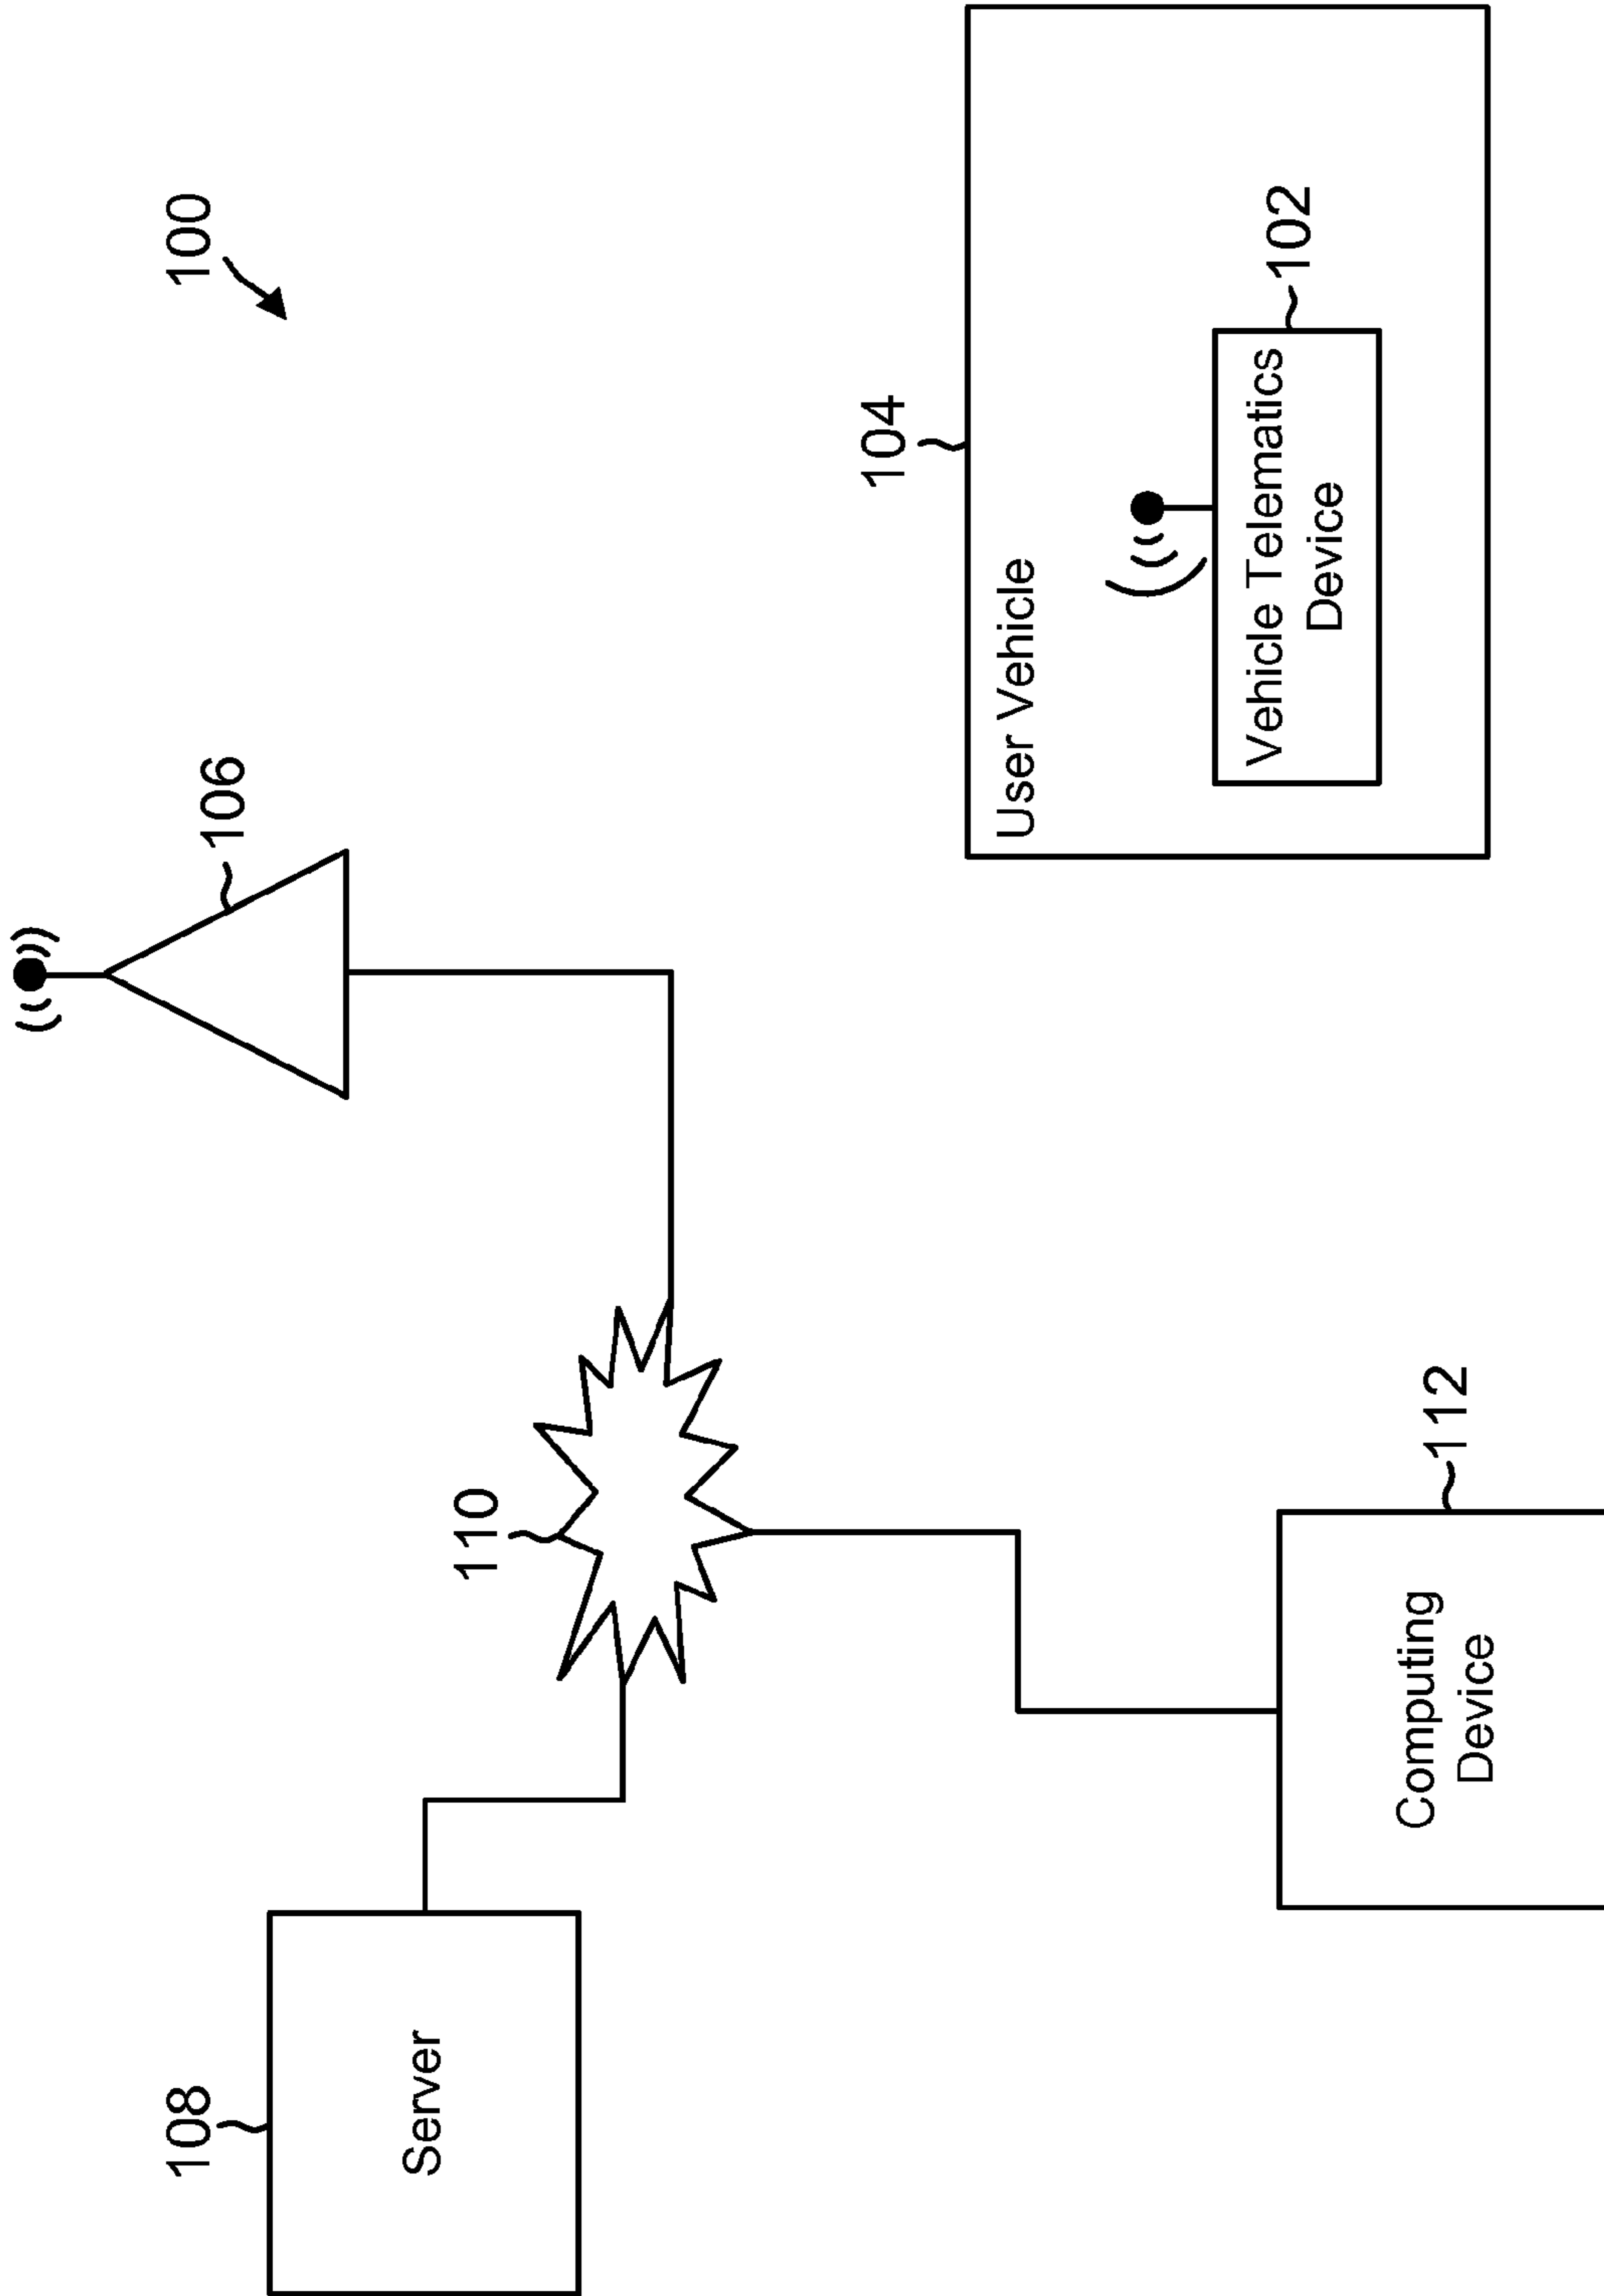 100
106
104
110
108
Server
User Vehicle
Vehicle Telematics
Device
102
112
Computing
Device